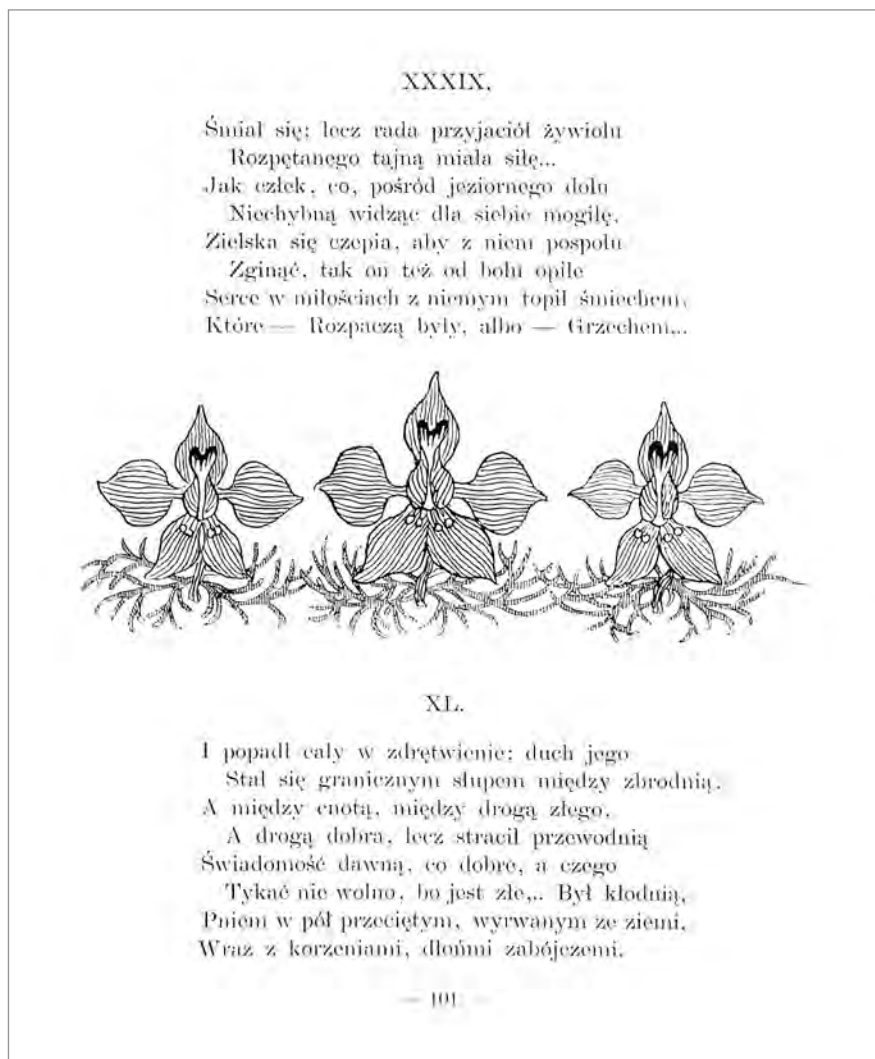 XXXIX.
Śmiał się; lecz rada przyjaciół żywiołu
Rozpętanego tajną miała siłę...
Jak człek, co, pośród jeziornego dołu
Niechybną widząc dla siebie mogiłę,
Zielska się czepia, aby z niem pospołu
Zginąć, tak on też od bólu opiłe
Serce w miłościach z niemym topił śmiechem,
Które — Rozpaczą były, albo — Grzechem...
XL.
I popadł cały w zdrętwienie; duch jego
Stał się granicznym słupem między zbrodnią,
A między cnotą, między drogą złego,
A drogą dobra, lecz stracił przewodnią
Świadomość dawną, co dobre, a czego
Tykać nie wolno, bo jest złe... Był kłodnią,
Pniem w pół przeciętym, wyrwanym ze ziemi,
Wraz z korzeniami, dłońmi zabójczemi.
— 101 —